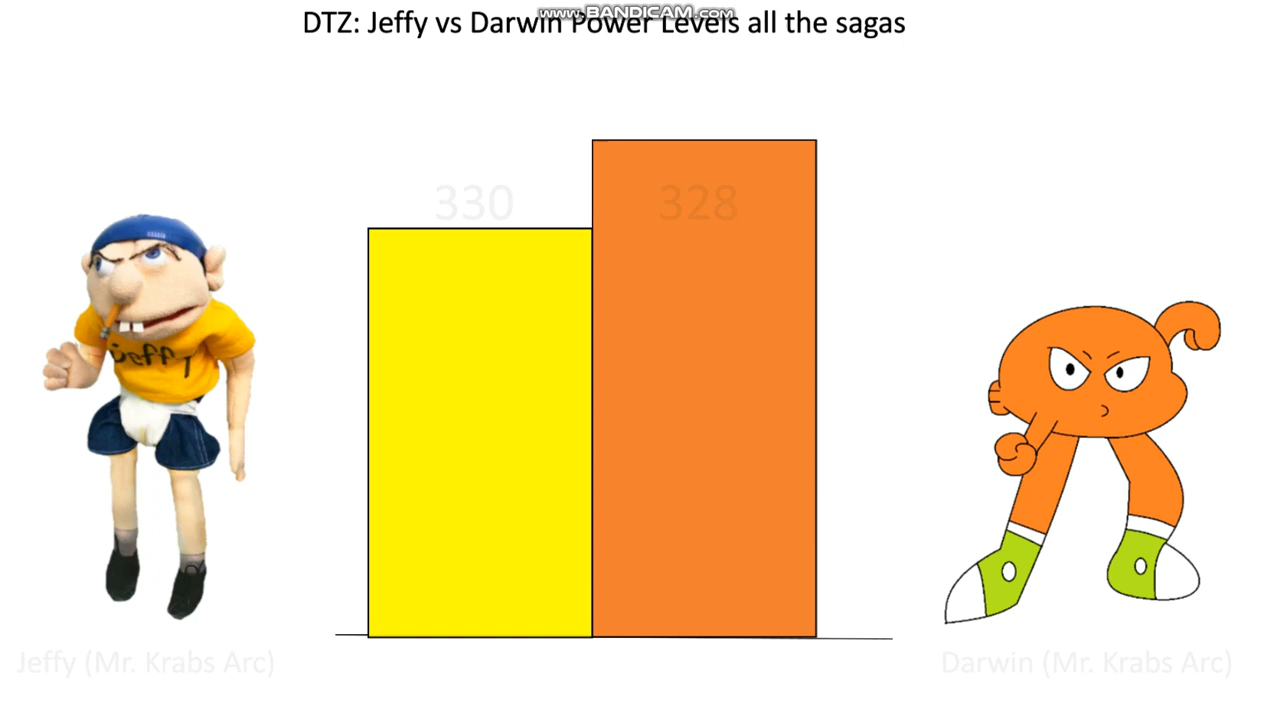 www.BANDICAM.com
DTZ: Jeffy vs Darwin Power Levels all the sagas
330
328
Jeffy
Jeffy (Mr. Krabs Arc)
Darwin (Mr. Krabs Arc)